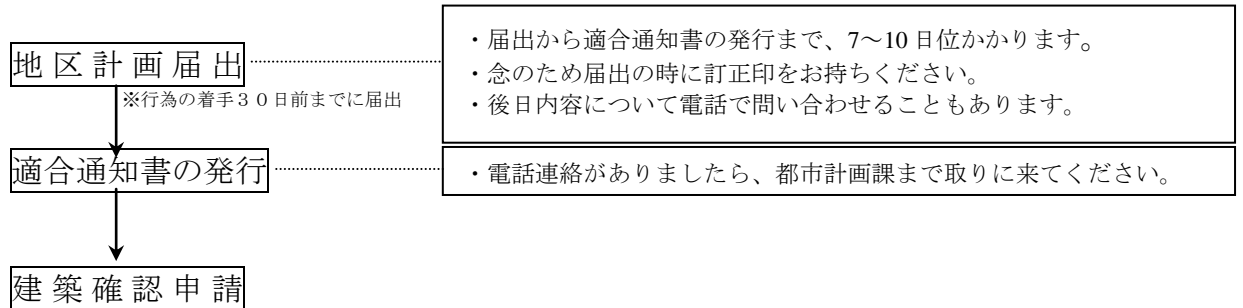 地区計画届出
・届出から適合通知書の発行まで、7～10日位かかります。
・念のため届出の時に訂正印をお持ちください。
・後日内容について電話で問い合わせることもあります。
※行為の着手３０日前までに届出
適合通知書の発行
・電話連絡がありましたら、都市計画課まで取りに来てください。
建築確認申請